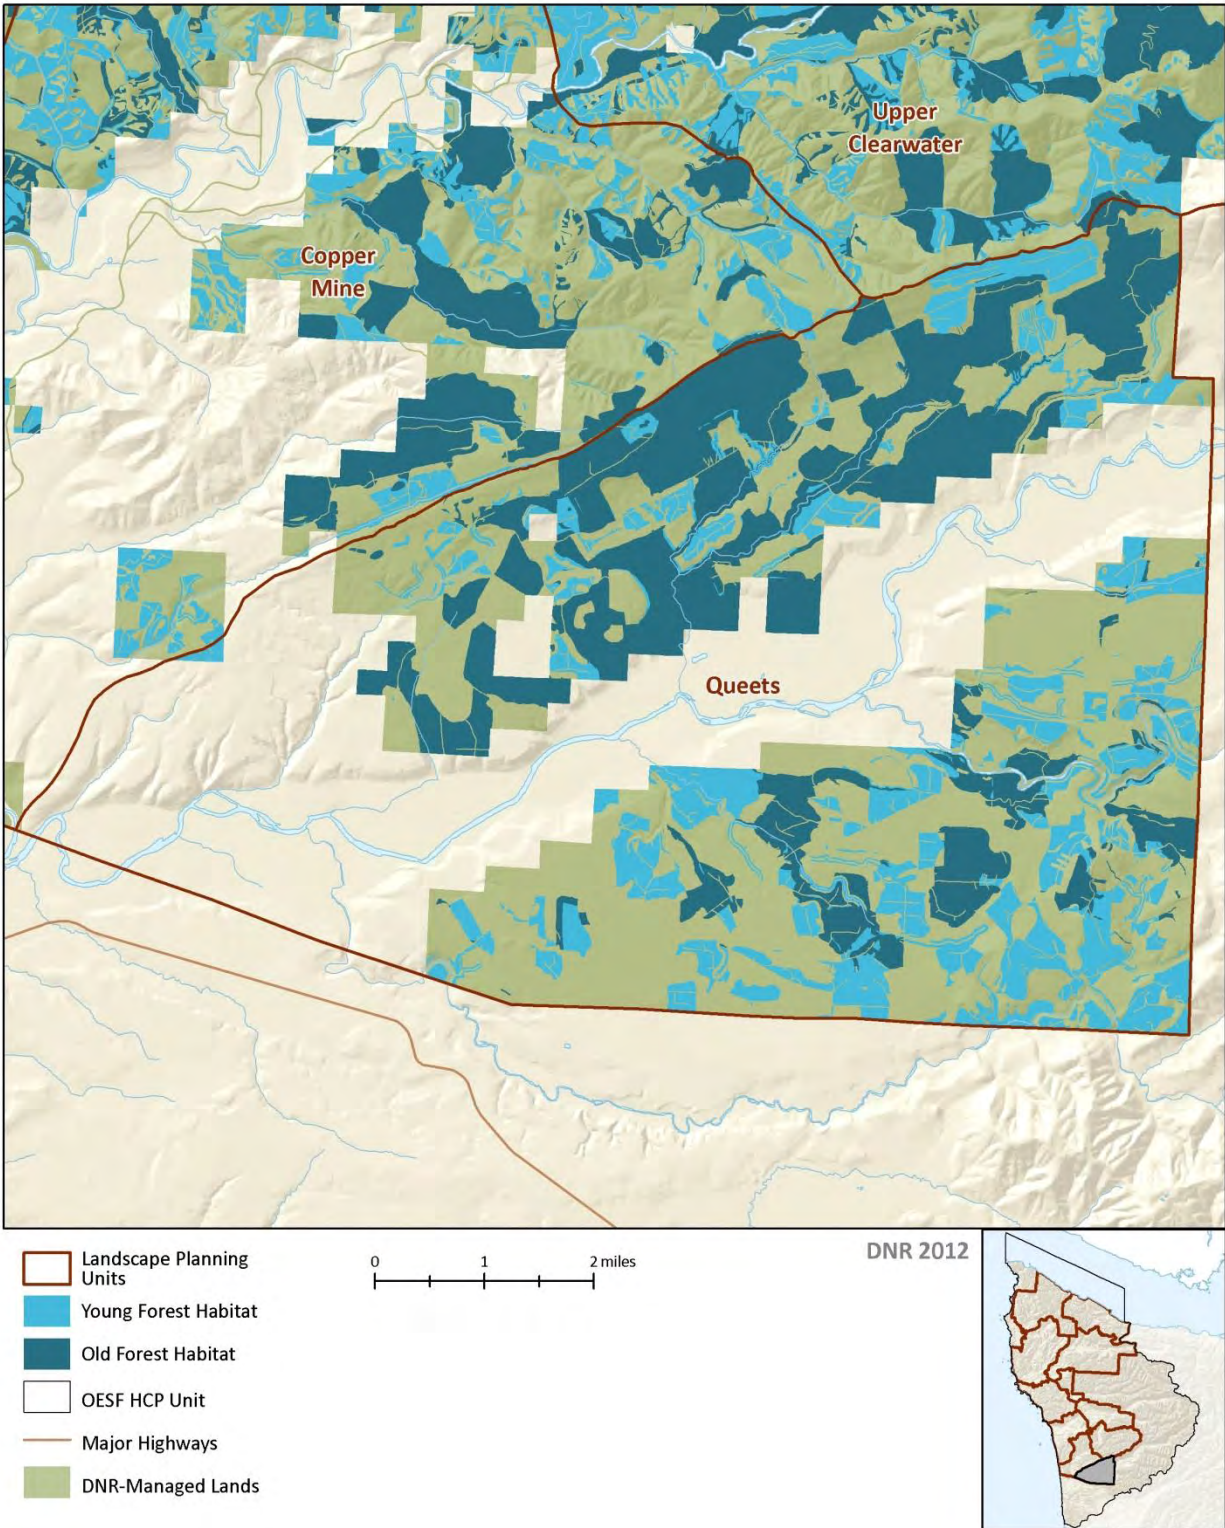 Upper
Clearwater
Copper
Mine
Queets
Landscape Planning
Units
Young Forest Habitat
Old Forest Habitat
OESF HCP Unit
Major Highways
DNR-Managed Lands
0 1 2 miles
DNR 2012